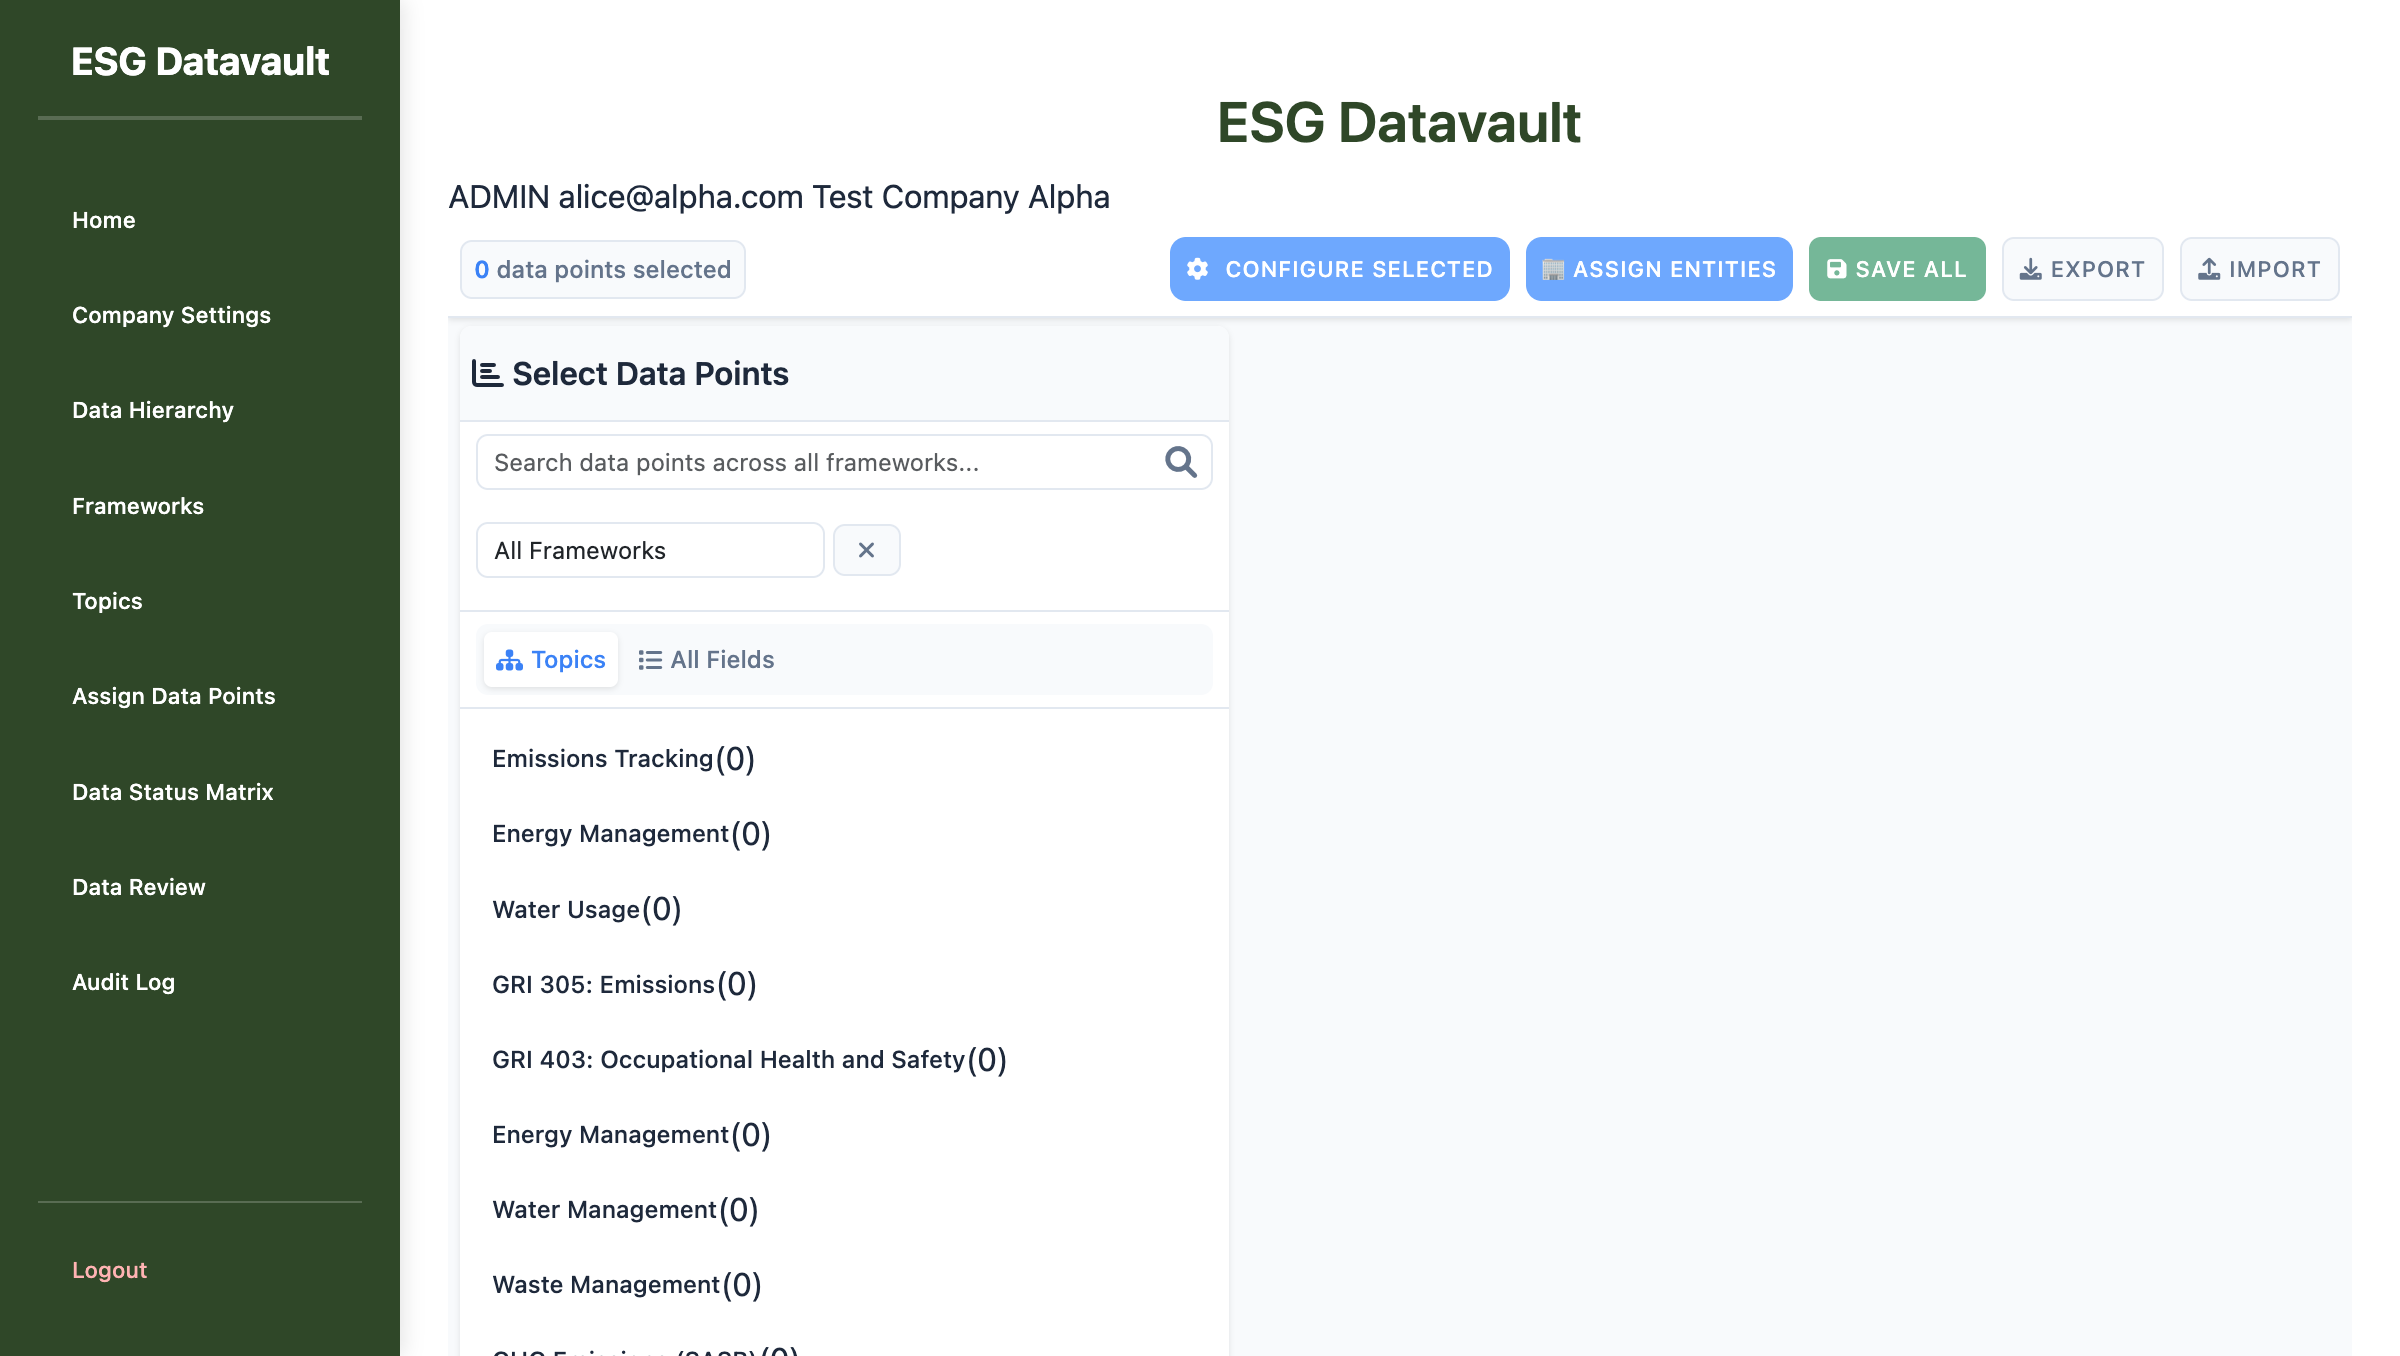 ESG Datavault
Home
Company Settings
Data Hierarchy
Frameworks
Topics
Assign Data Points
Data Status Matrix
Data Review
Audit Log
Logout
ESG Datavault
ADMIN alice@alpha.com Test Company Alpha
0 data points selected
CONFIGURE SELECTED
ASSIGN ENTITIES
SAVE ALL
EXPORT
IMPORT
Select Data Points
Search data points across all frameworks...
All Frameworks
Topics
All Fields
Emissions Tracking(0)
Energy Management(0)
Water Usage(0)
GRI 305: Emissions(0)
GRI 403: Occupational Health and Safety(0)
Energy Management(0)
Water Management(0)
Waste Management(0)
GHG Emissions (SASB)(0)